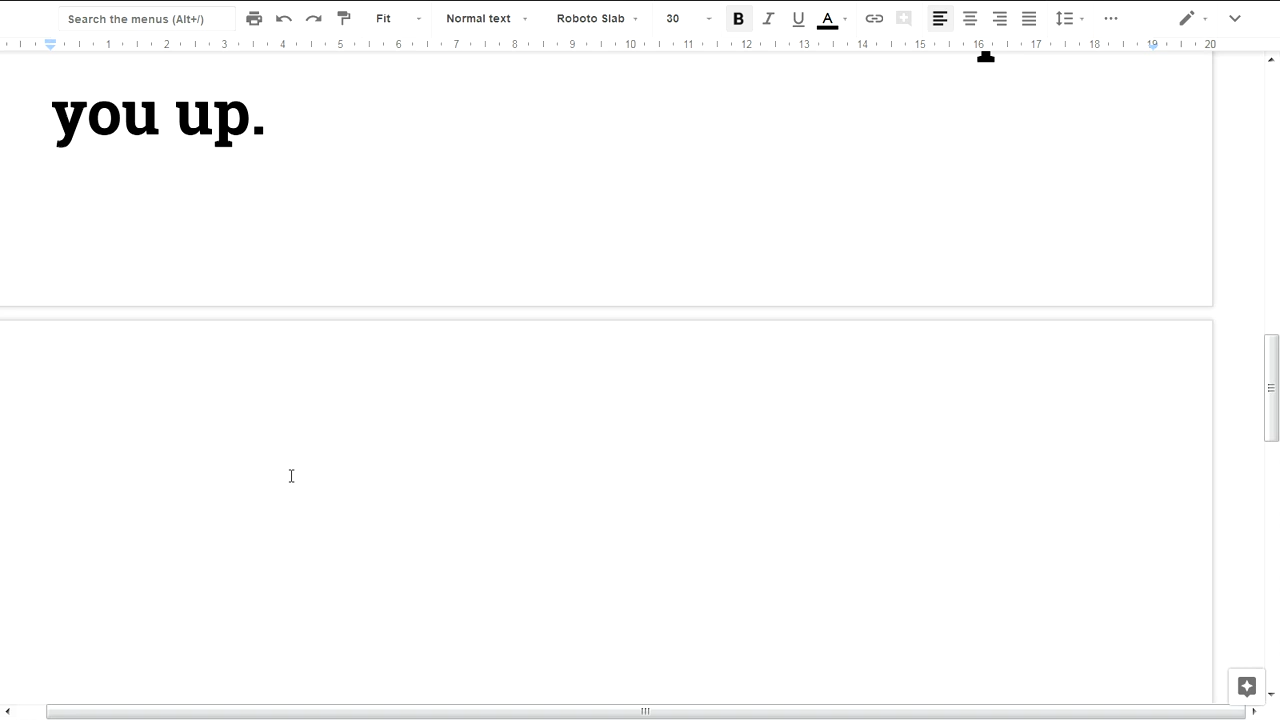 Search the menus (Alt+/) Fit Normal text Roboto Slab 30 B I U A
1 2 3 4 5 6 7 8 9 10 11 12 13 14 15 16 17 18 19 20
you up.